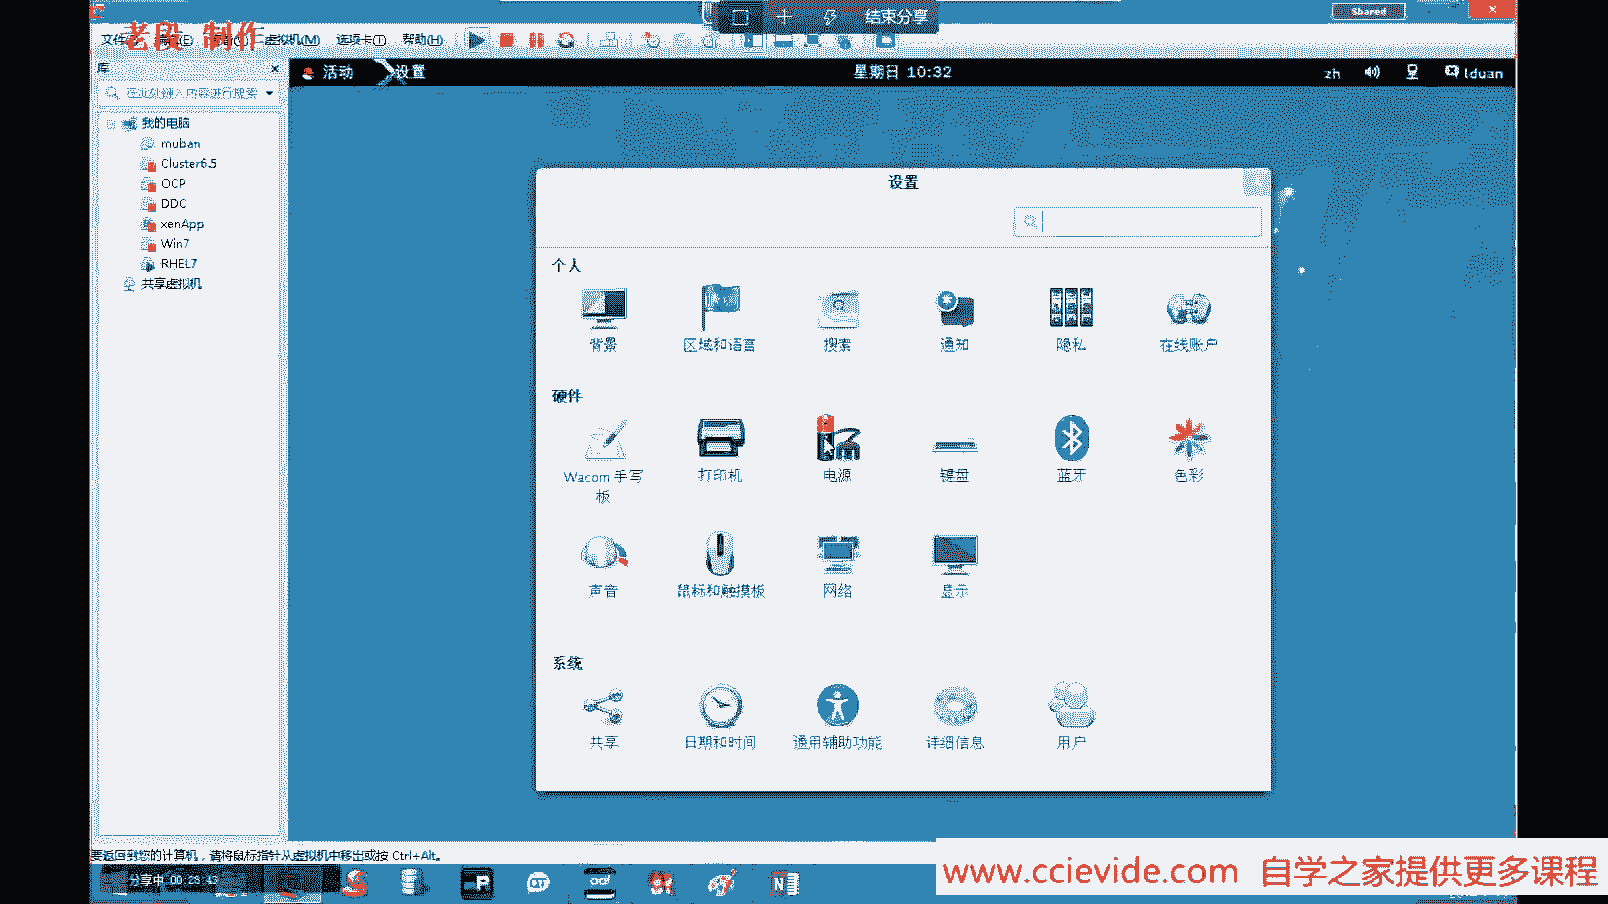 结束分享
Shared
老段 制作
虚拟机(M) 选项卡(T) 帮助(H)
库
活动 设置 星期日 10:32 zh lduan
在此处键入内容进行搜索
我的电脑
muban
Cluster6.5
OCP
DDC
xenApp
Win7
RHEL7
共享虚拟机
设置
个人
背景 区域和语言 搜索 通知 隐私 在线账户
硬件
Wacom 手写板 打印机 电源 键盘 蓝牙 色彩
声音 鼠标和触摸板 网络 显示
系统
共享 日期和时间 通用辅助功能 详细信息 用户
要返回到您的计算机，请将鼠标指针从虚拟机中移出或按 Ctrl+Alt。
分享中 00:23:43
www.ccievide.com 自学之家提供更多课程